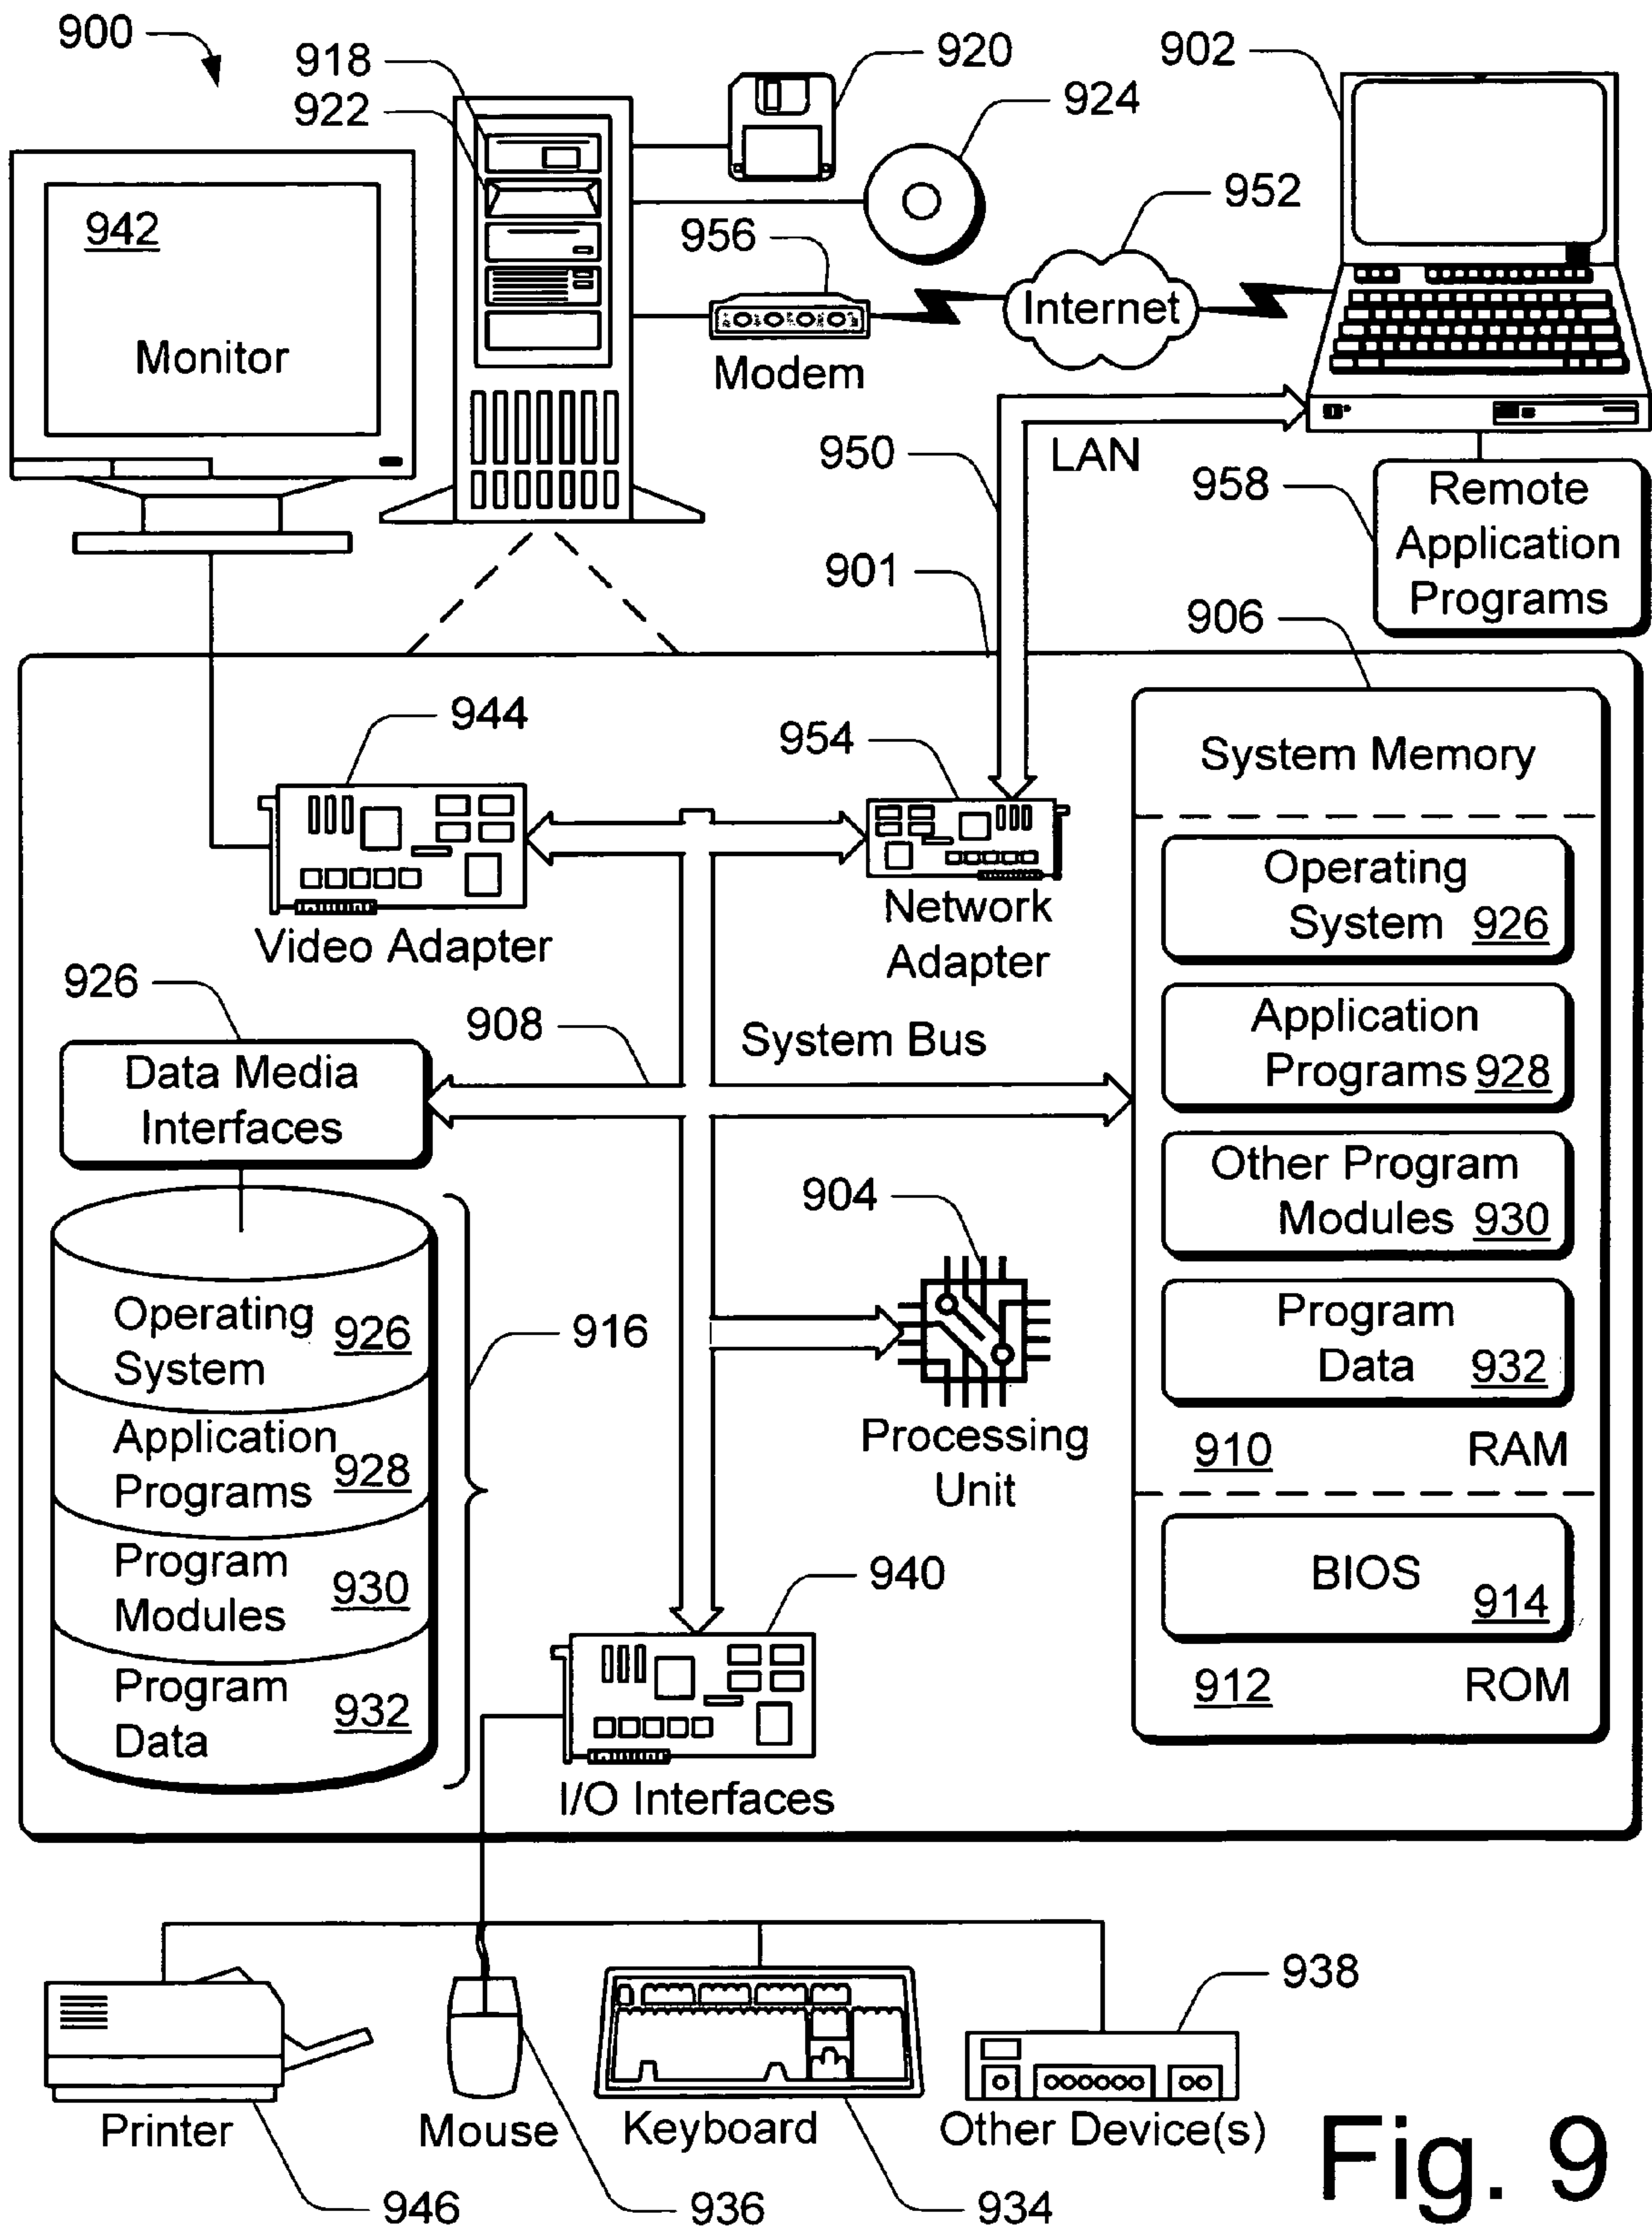 900
918
922
920
924
902
952
942
956
Monitor
Internet
Modem
LAN
950
958
Remote
Application
Programs
901
906
944
954
System Memory
Video Adapter
Network
Adapter
Operating
System 926
926
908
System Bus
Application
Programs 928
Data Media
Interfaces
Other Program
Modules 930
904
Program
Data 932
Operating
System 926
916
Processing
Unit
910 RAM
Application
Programs 928
Program
Modules 930
940
BIOS
914
Program
Data 932
912 ROM
I/O Interfaces
938
Printer
Mouse
Keyboard
Other Device(s)
946
936
934
Fig. 9